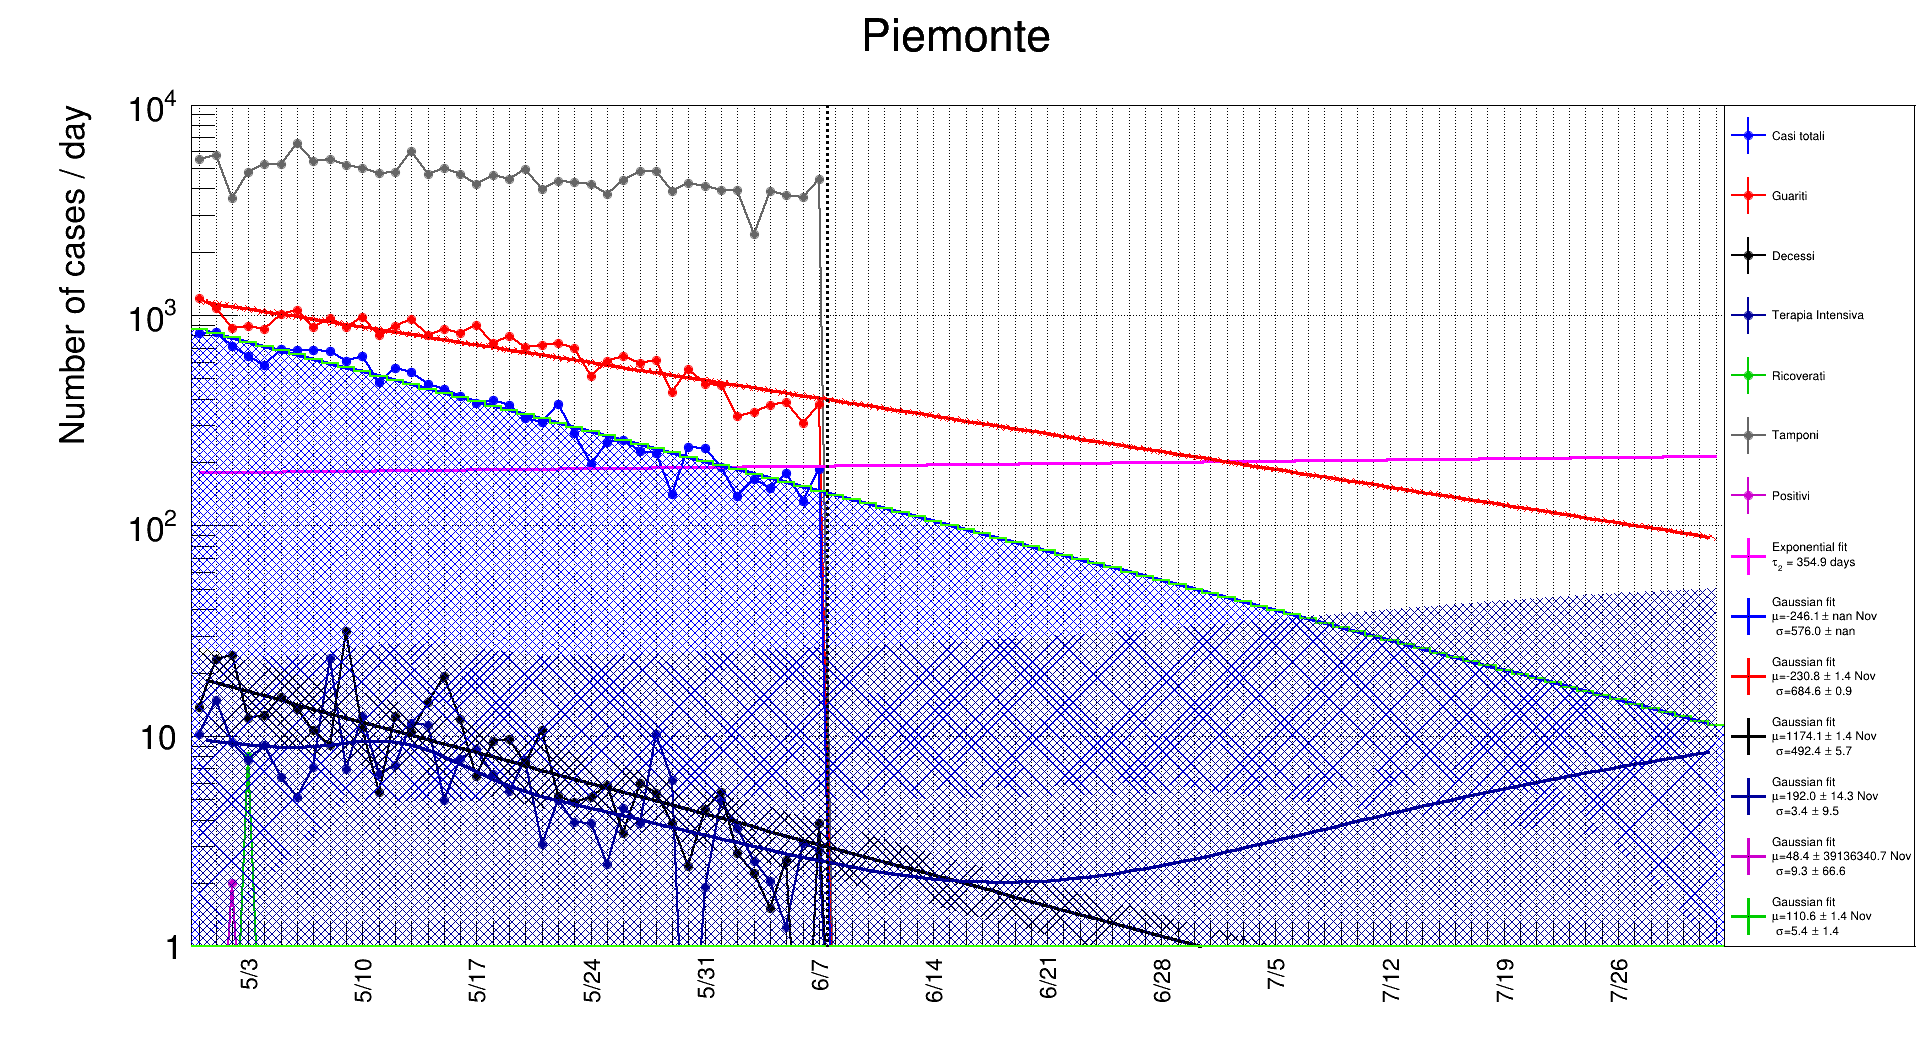 Piemonte
Number of cases / day
10^4
10^3
10^2
10
1
5/3
5/10
5/17
5/24
5/31
6/7
6/14
6/21
6/28
7/5
7/12
7/19
7/26
Casi totali
Guariti
Decessi
Terapia Intensiva
Ricoverati
Tamponi
Positivi
Exponential fit
τ_2 = 354.9 days
Gaussian fit
μ=-246.1 ± nan Nov
σ=576.0 ± nan
Gaussian fit
μ=-230.8 ± 1.4 Nov
σ=684.6 ± 0.9
Gaussian fit
μ=1174.1 ± 1.4 Nov
σ=492.4 ± 5.7
Gaussian fit
μ=192.0 ± 14.3 Nov
σ=3.4 ± 9.5
Gaussian fit
μ=48.4 ± 39136340.7 Nov
σ=9.3 ± 66.6
Gaussian fit
μ=110.6 ± 1.4 Nov
σ=5.4 ± 1.4